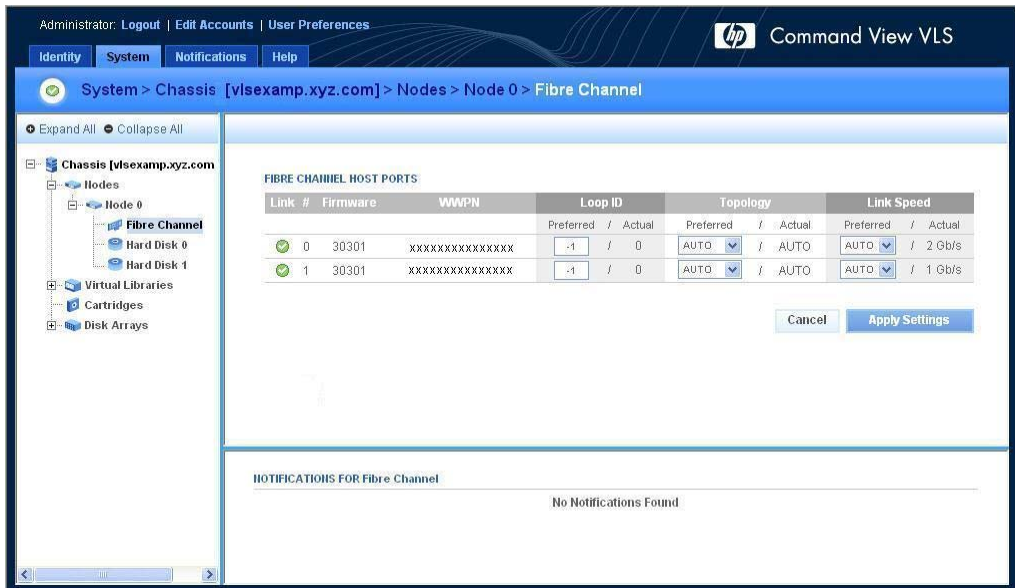 Administrator: Logout | Edit Accounts | User Preferences
hp Command View VLS
Identity System Notifications Help
System > Chassis [vlsexamp.xyz.com] > Nodes > Node 0 > Fibre Channel
Expand All Collapse All
Chassis [vlsexamp.xyz.com
Nodes
Node 0
Fibre Channel
Hard Disk 0
Hard Disk 1
Virtual Libraries
Cartridges
Disk Arrays
FIBRE CHANNEL HOST PORTS
Link # Firmware WWPN Loop ID Topology Link Speed
Preferred / Actual Preferred / Actual Preferred / Actual
0 30301 XXXXXXXXXXXXXXX -1 / 0 AUTO / AUTO AUTO / 2 Gb/s
1 30301 XXXXXXXXXXXXXXX -1 / 0 AUTO / AUTO AUTO / 1 Gb/s
Cancel Apply Settings
NOTIFICATIONS FOR Fibre Channel
No Notifications Found